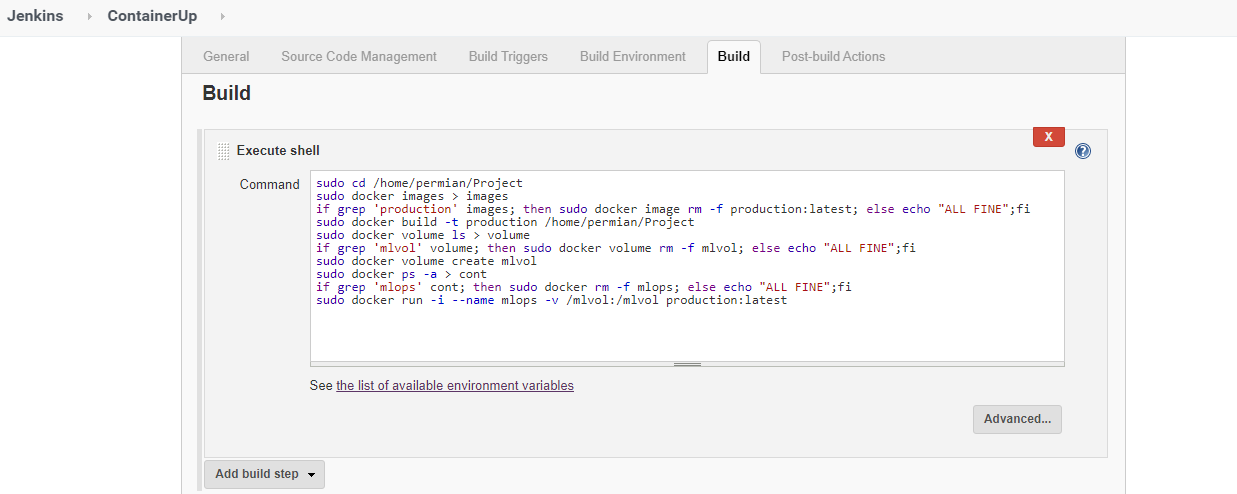 Jenkins ContainerUp
General Source Code Management Build Triggers Build Environment Build Post-build Actions
Build
X
Execute shell
?
Command
sudo cd /home/permian/Project
sudo docker images > images
if grep 'production' images; then sudo docker image rm -f production:latest; else echo "ALL FINE";fi
sudo docker build -t production /home/permian/Project
sudo docker volume ls > volume
if grep 'mlvol' volume; then sudo docker volume rm -f mlvol; else echo "ALL FINE";fi
sudo docker volume create mlvol
sudo docker ps -a > cont
if grep 'mlops' cont; then sudo docker rm -f mlops; else echo "ALL FINE";fi
sudo docker run -i --name mlops -v /mlvol:/mlvol production:latest
See the list of available environment variables
Advanced...
Add build step